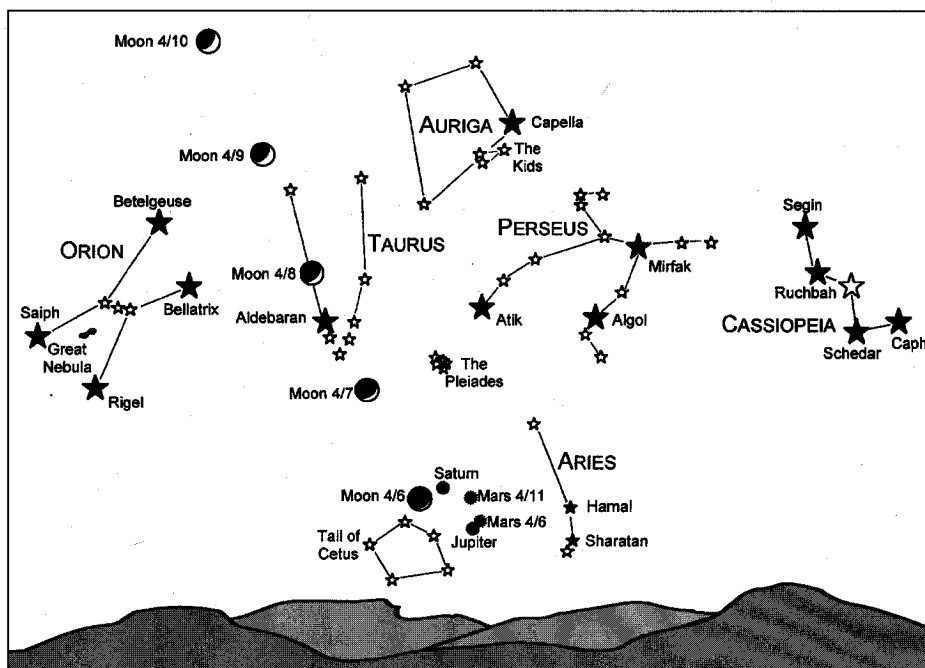 Moon 4/10
AURIGA
Capella
The
Kids
Moon 4/9
Betelgeuse
ORION
TAURUS
PERSEUS
Mirfak
Segin
Ruchbah
CASSIOPEIA
Schedar
Caph
Moon 4/8
Bellatrix
Aldebaran
Atik
Algol
Saiph
Great
Nebula
Rigel
The
Pleiades
Moon 4/7
ARIES
Saturn
Moon 4/6
Mars 4/11
Hamal
Mars 4/6
Jupiter
Sharatan
Tail of
Cetus